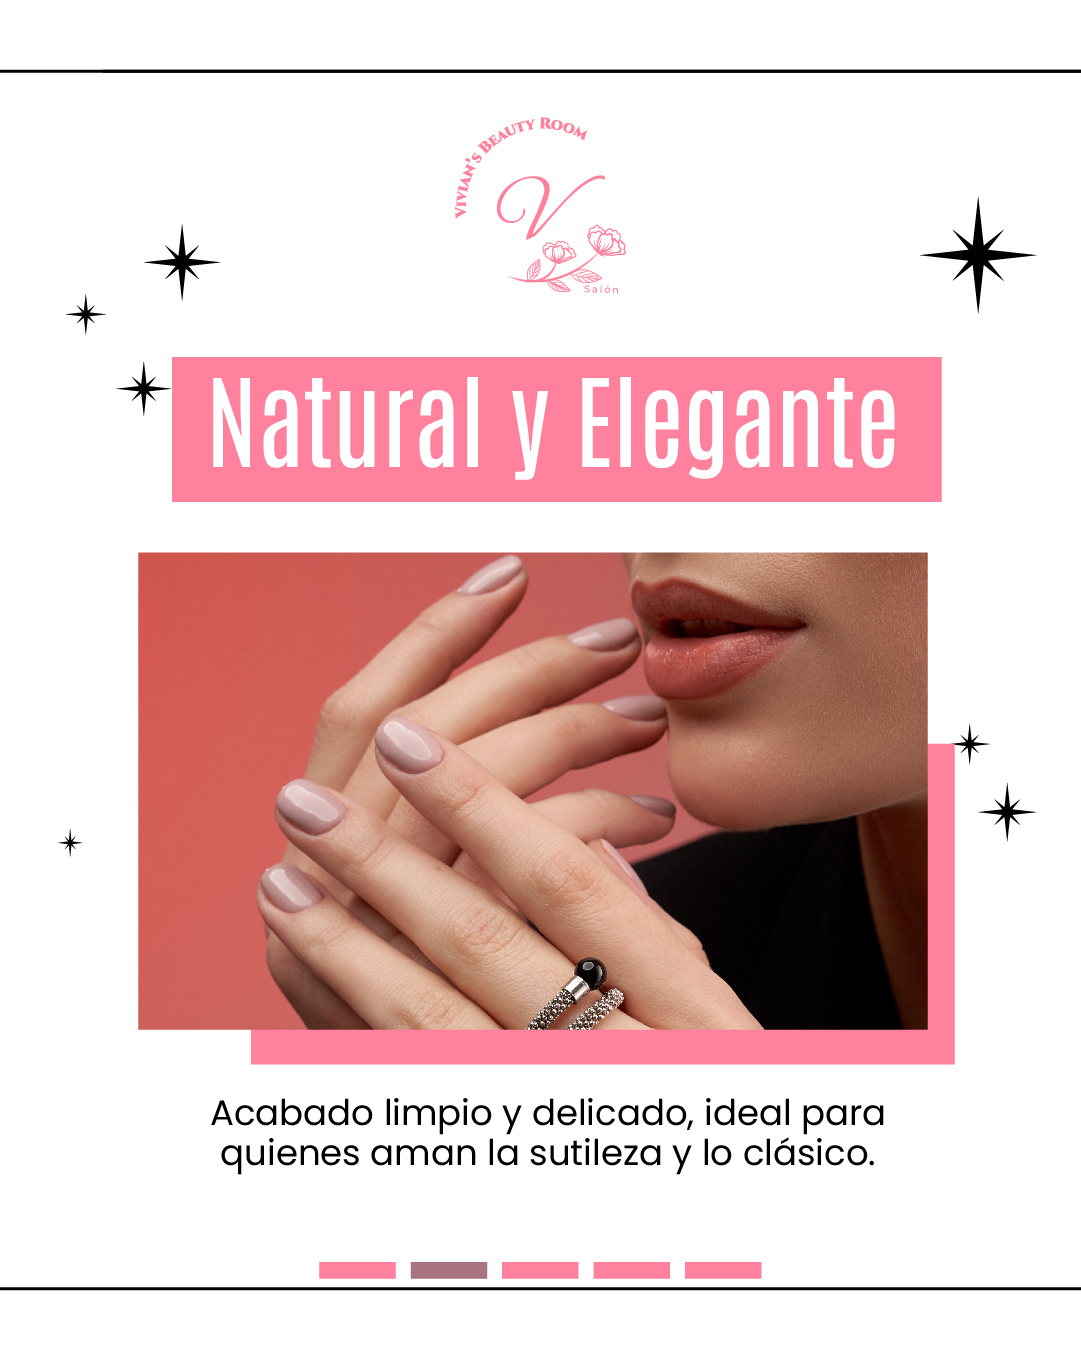 Vivian's Beauty Room
V
Salón
Natural y Elegante
Acabado limpio y delicado, ideal para
quienes aman la sutileza y lo clásico.